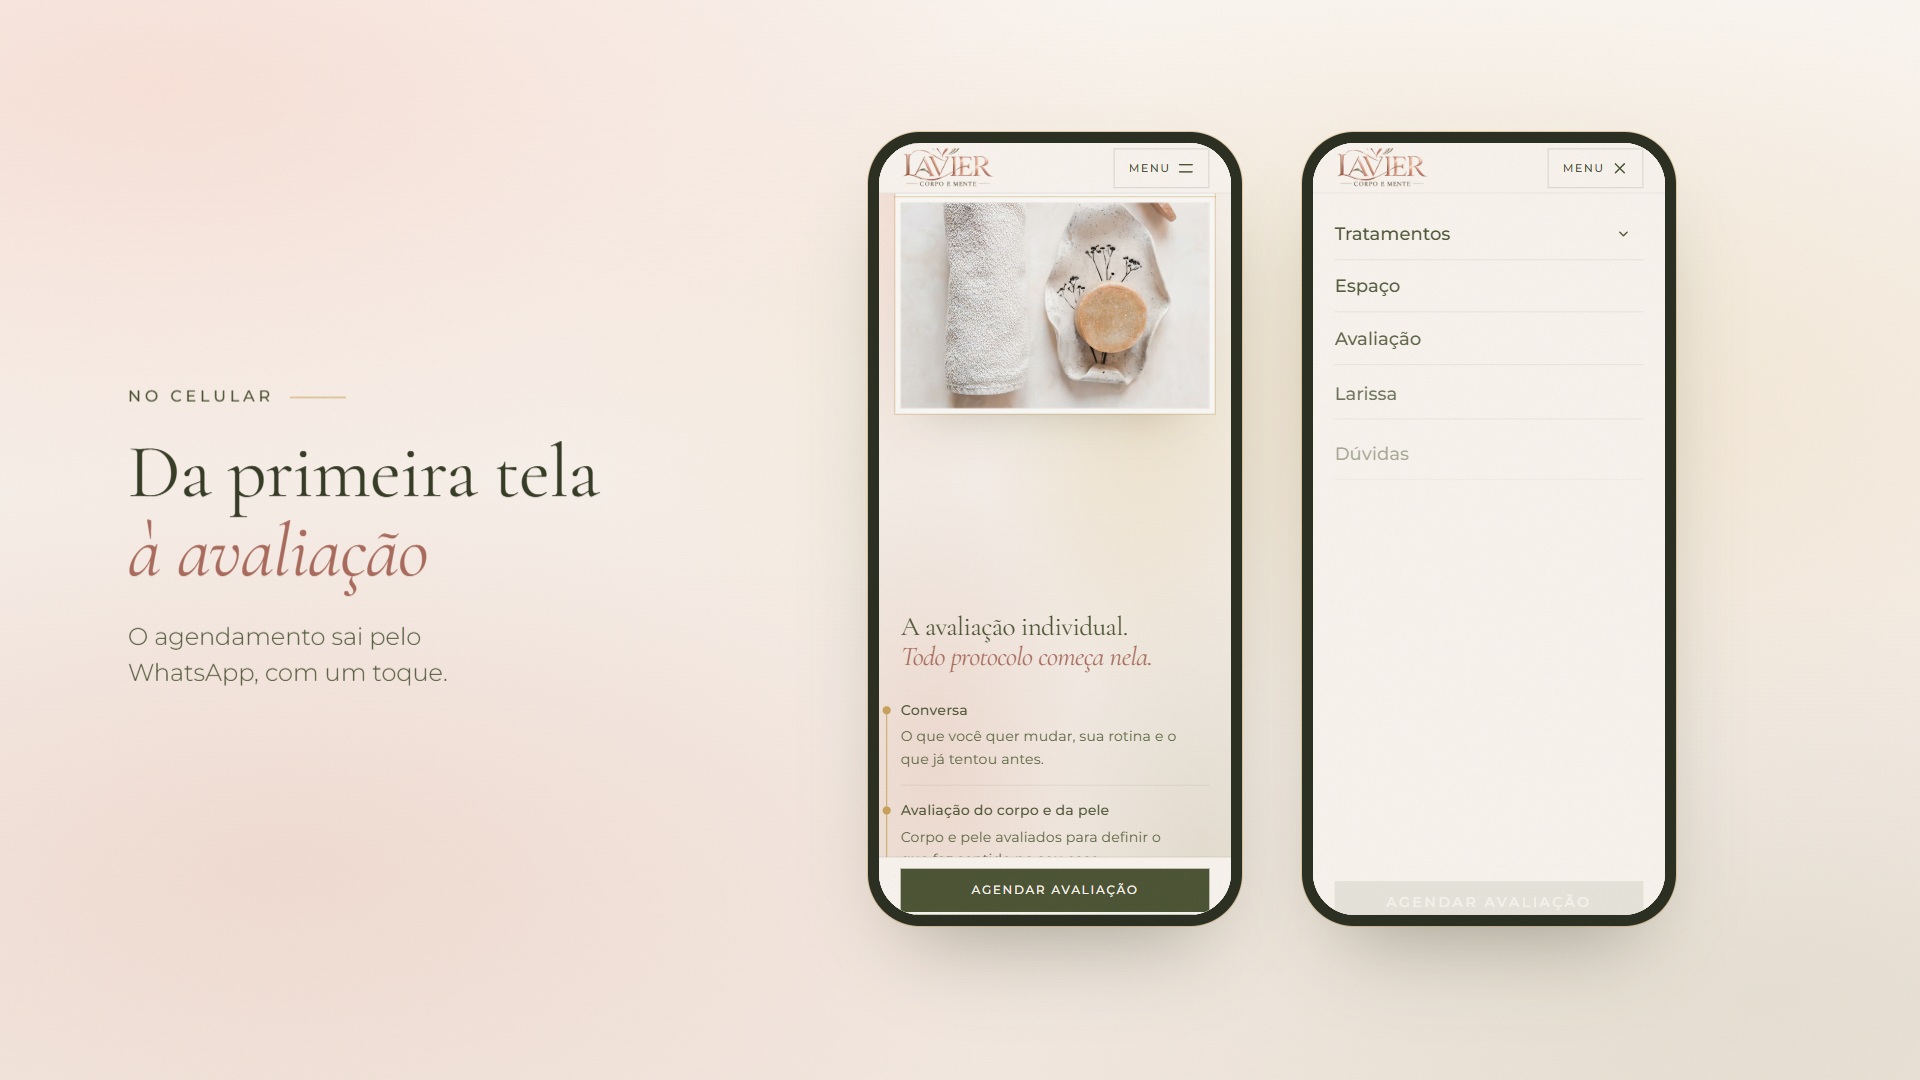 NO CELULAR
Da primeira tela
à avaliação
O agendamento sai pelo
WhatsApp, com um toque.
LAVIER
CORPO E MENTE
MENU
A avaliação individual.
Todo protocolo começa nela.
Conversa
O que você quer mudar, sua rotina e o
que já tentou antes.
Avaliação do corpo e da pele
Corpo e pele avaliados para definir o
AGENDAR AVALIAÇÃO
LAVIER
CORPO E MENTE
MENU
Tratamentos
Espaço
Avaliação
Larissa
Dúvidas
AGENDAR AVALIAÇÃO